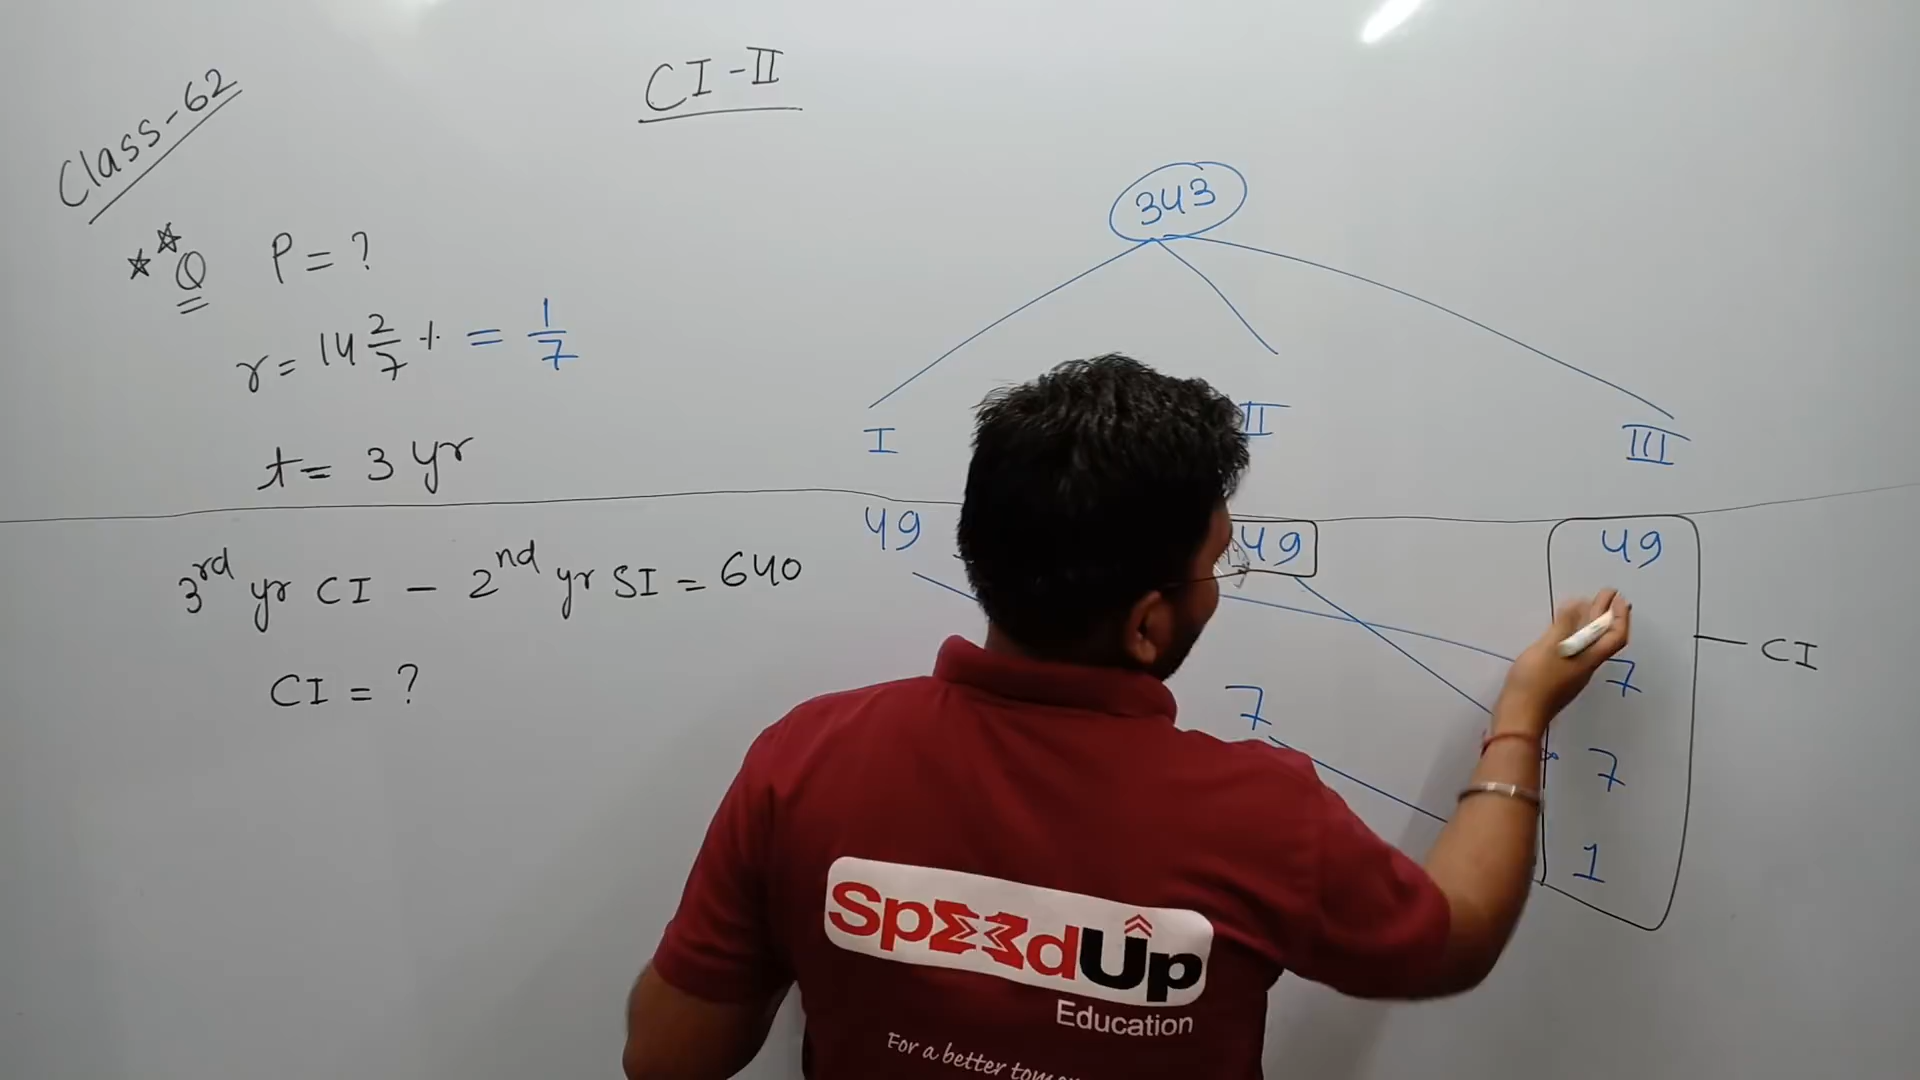 Class-62
CI-II
Q P = ?
r = 14 2/7 % = 1/7
t = 3 yr
3rd yr CI - 2nd yr SI = 640
CI = ?
343
I II III
49 49 49
7 7
7
1
CI
SpeedUp
Education
For a better